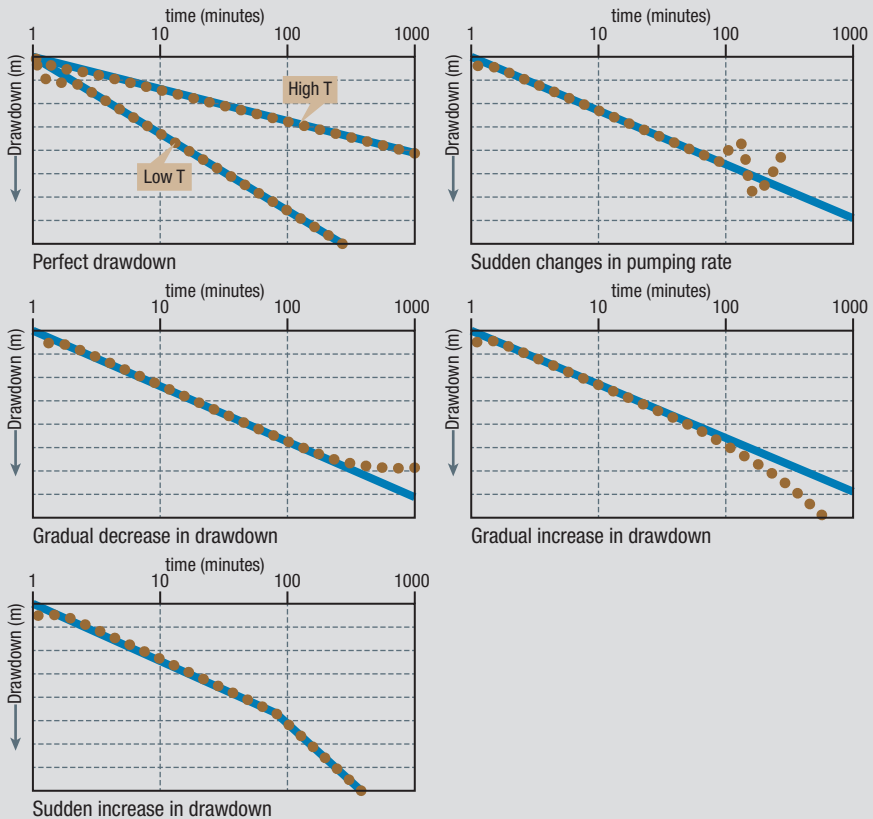 time (minutes)
1 10 100 1000
Drawdown (m)
High T
Low T
Perfect drawdown
time (minutes)
1 10 100 1000
Drawdown (m)
Sudden changes in pumping rate
time (minutes)
1 10 100 1000
Drawdown (m)
Gradual decrease in drawdown
time (minutes)
1 10 100 1000
Drawdown (m)
Gradual increase in drawdown
time (minutes)
1 10 100 1000
Drawdown (m)
Sudden increase in drawdown